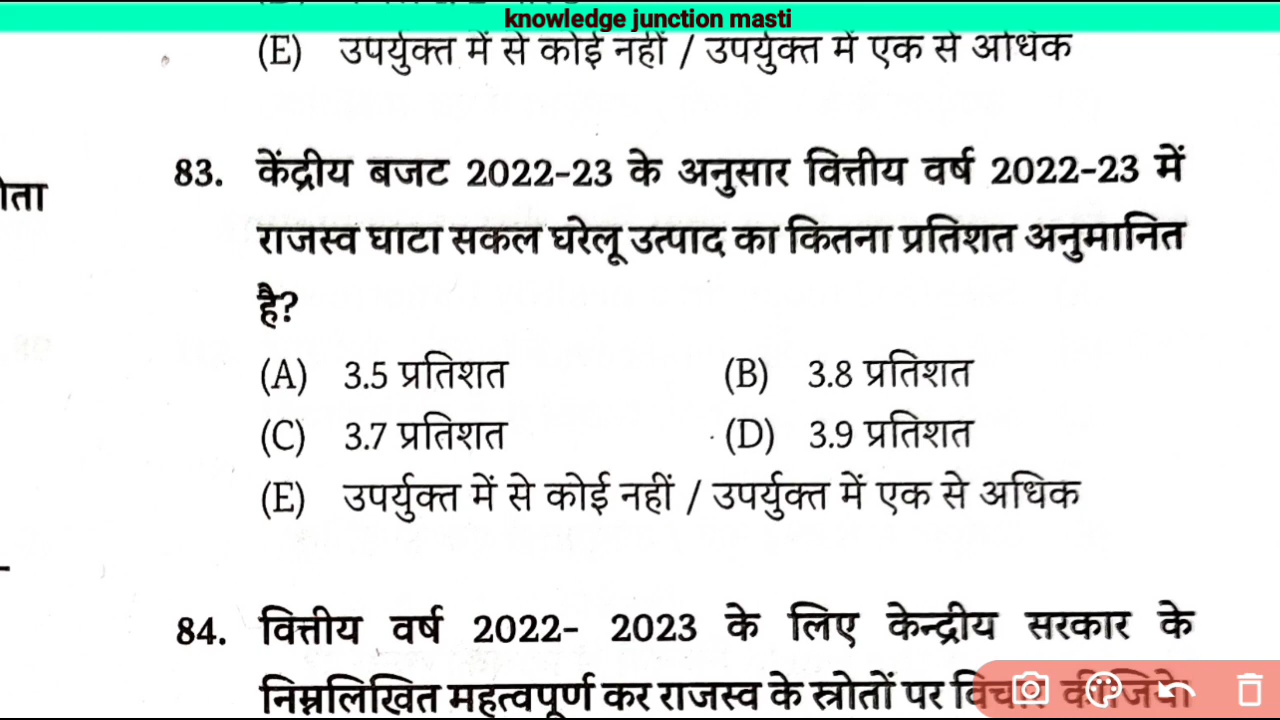 knowledge junction masti
(E) उपर्युक्त में से कोई नहीं / उपर्युक्त में एक से अधिक
83. केंद्रीय बजट 2022-23 के अनुसार वित्तीय वर्ष 2022-23 में
राजस्व घाटा सकल घरेलू उत्पाद का कितना प्रतिशत अनुमानित
है?
(A) 3.5 प्रतिशत (B) 3.8 प्रतिशत
(C) 3.7 प्रतिशत (D) 3.9 प्रतिशत
(E) उपर्युक्त में से कोई नहीं / उपर्युक्त में एक से अधिक
84. वित्तीय वर्ष 2022- 2023 के लिए केन्द्रीय सरकार के
निम्नलिखित महत्वपूर्ण कर राजस्व के स्रोतों पर विचार कीजिये।